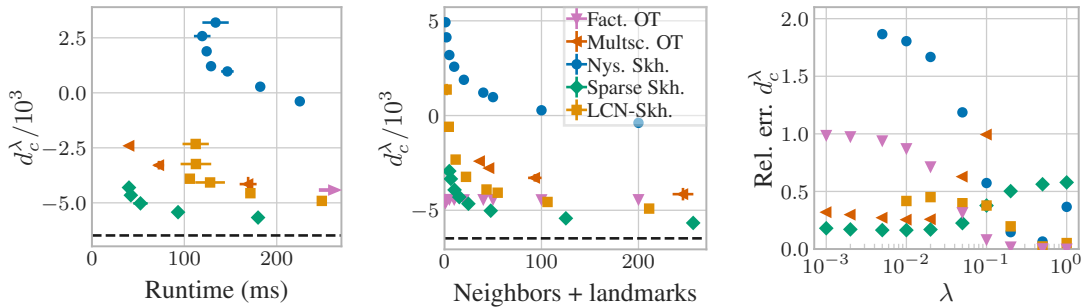 2.5
0.0
−2.5
−5.0
0
100
200
Runtime (ms)
d_c^λ/10^3
5
0
−5
−8
0
100
200
Neighbors + landmarks
d_c^λ/10^3
Fact. OT
Multsc. OT
Nys. Skh.
Sparse Skh.
LCN-Skh.
2.0
1.5
1.0
0.5
0.0
10^−3
10^−2
10^−1
10^0
λ
Rel. err. d_c^λ